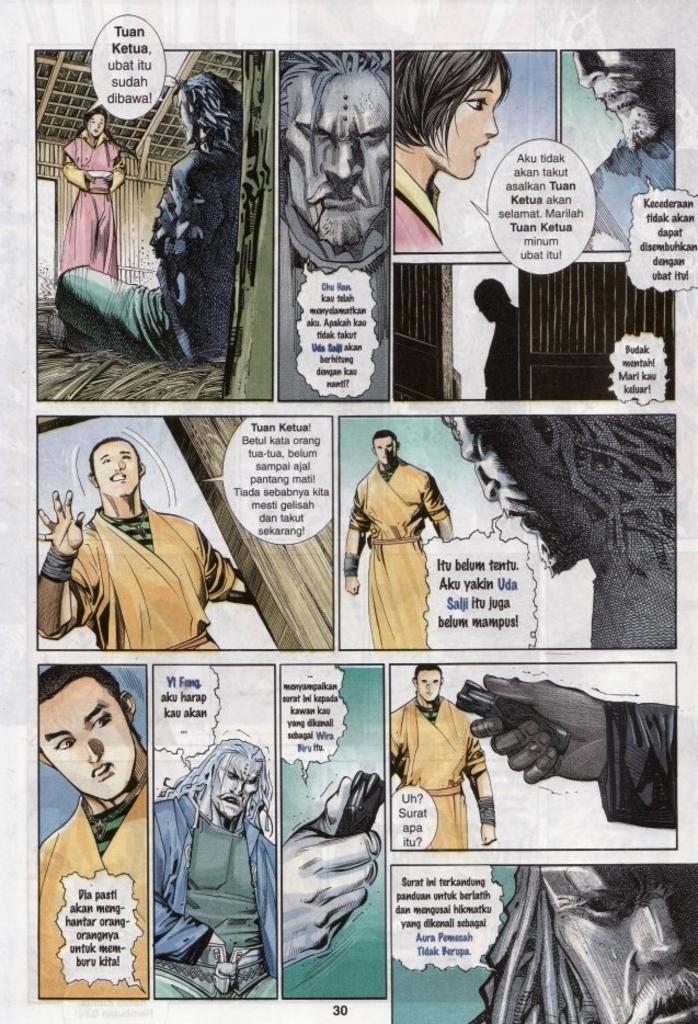 Tuan
Ketua,
ubat itu
sudah
dibawa!
Chu Han,
kau telah
menyelamatkan
aku. Apakah kau
tidak takut
Uda Salji akan
berhitung
dengan kau
nanti?
Aku tidak
akan takut
asalkan Tuan
Ketua akan
selamat. Marilah
Tuan Ketua
minum
ubat itu!
Kecederaan
tidak akan
dapat
disembuhkan
dengan
ubat itu!
Budak
mentah!
Mari kau
keluar!
Tuan Ketua!
Betul kata orang
tua-tua, belum
sampai ajal
pantang mati!
Tiada sebabnya kita
mesti gelisah
dan takut
sekarang!
Itu belum tentu.
Aku yakin Uda
Salji itu juga
belum mampus!
Dia pasti
akan meng-
hantar orang-
orangnya
untuk mem-
buru kita!
Yi Feng,
aku harap
kau akan
...
...
menyampaikan
surat ini kepada
kawan kau
yang dikenali
sebagai Wira
Biru itu.
Uh?
Surat
apa
itu?
Surat ini terkandung
panduan untuk berlatih
dan menguasi hikmatku
yang dikenali sebagai
Aura Pemecah
Tidak Berupa.
30